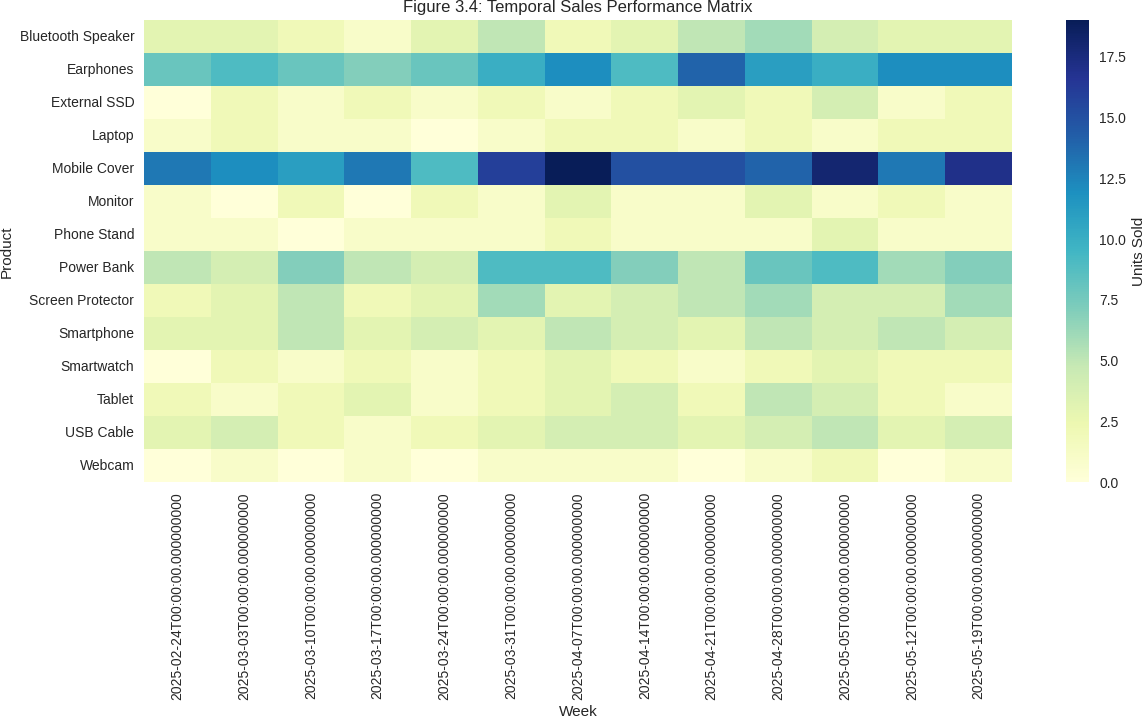 Figure 3.4: Temporal Sales Performance Matrix
Product
Bluetooth Speaker
Earphones
External SSD
Laptop
Mobile Cover
Monitor
Phone Stand
Power Bank
Screen Protector
Smartphone
Smartwatch
Tablet
USB Cable
Webcam
2025-02-24T00:00:00.000000000
2025-03-03T00:00:00.000000000
2025-03-10T00:00:00.000000000
2025-03-17T00:00:00.000000000
2025-03-24T00:00:00.000000000
2025-03-31T00:00:00.000000000
2025-04-07T00:00:00.000000000
2025-04-14T00:00:00.000000000
2025-04-21T00:00:00.000000000
2025-04-28T00:00:00.000000000
2025-05-05T00:00:00.000000000
2025-05-12T00:00:00.000000000
2025-05-19T00:00:00.000000000
Week
17.5
15.0
12.5
10.0
7.5
5.0
2.5
0.0
Units Sold